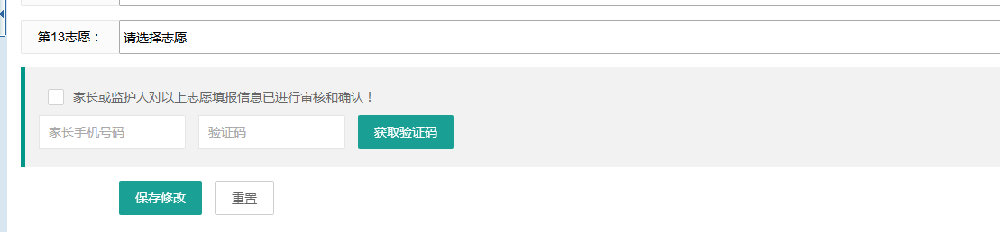 第13志愿： 请选择志愿
家长或监护人对以上志愿填报信息已进行审核和确认！
家长手机号码 验证码 获取验证码
保存修改 重置